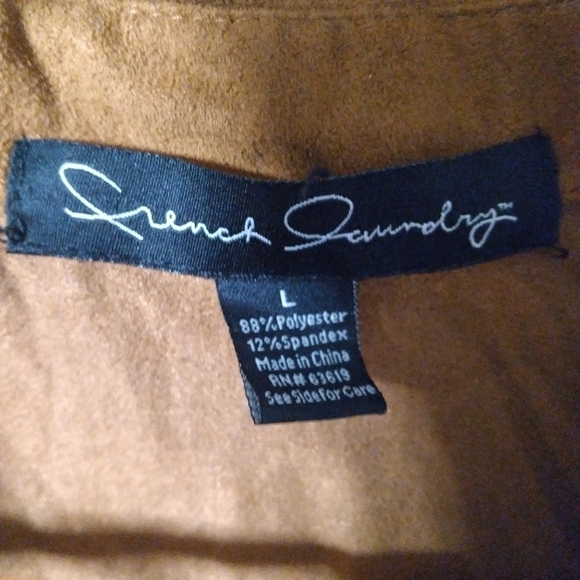 French Laundry™
L
88% Polyester
12% Spandex
Made in China
RN# 63619
See Side For Care